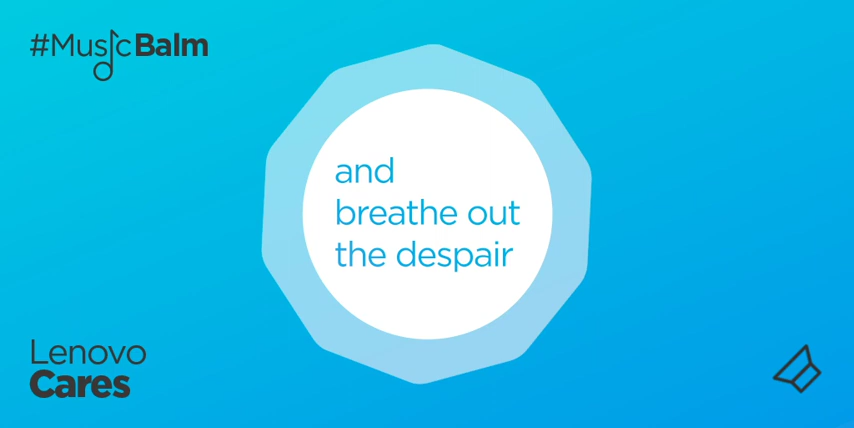 #MusicBalm
and
breathe out
the despair
Lenovo
Cares